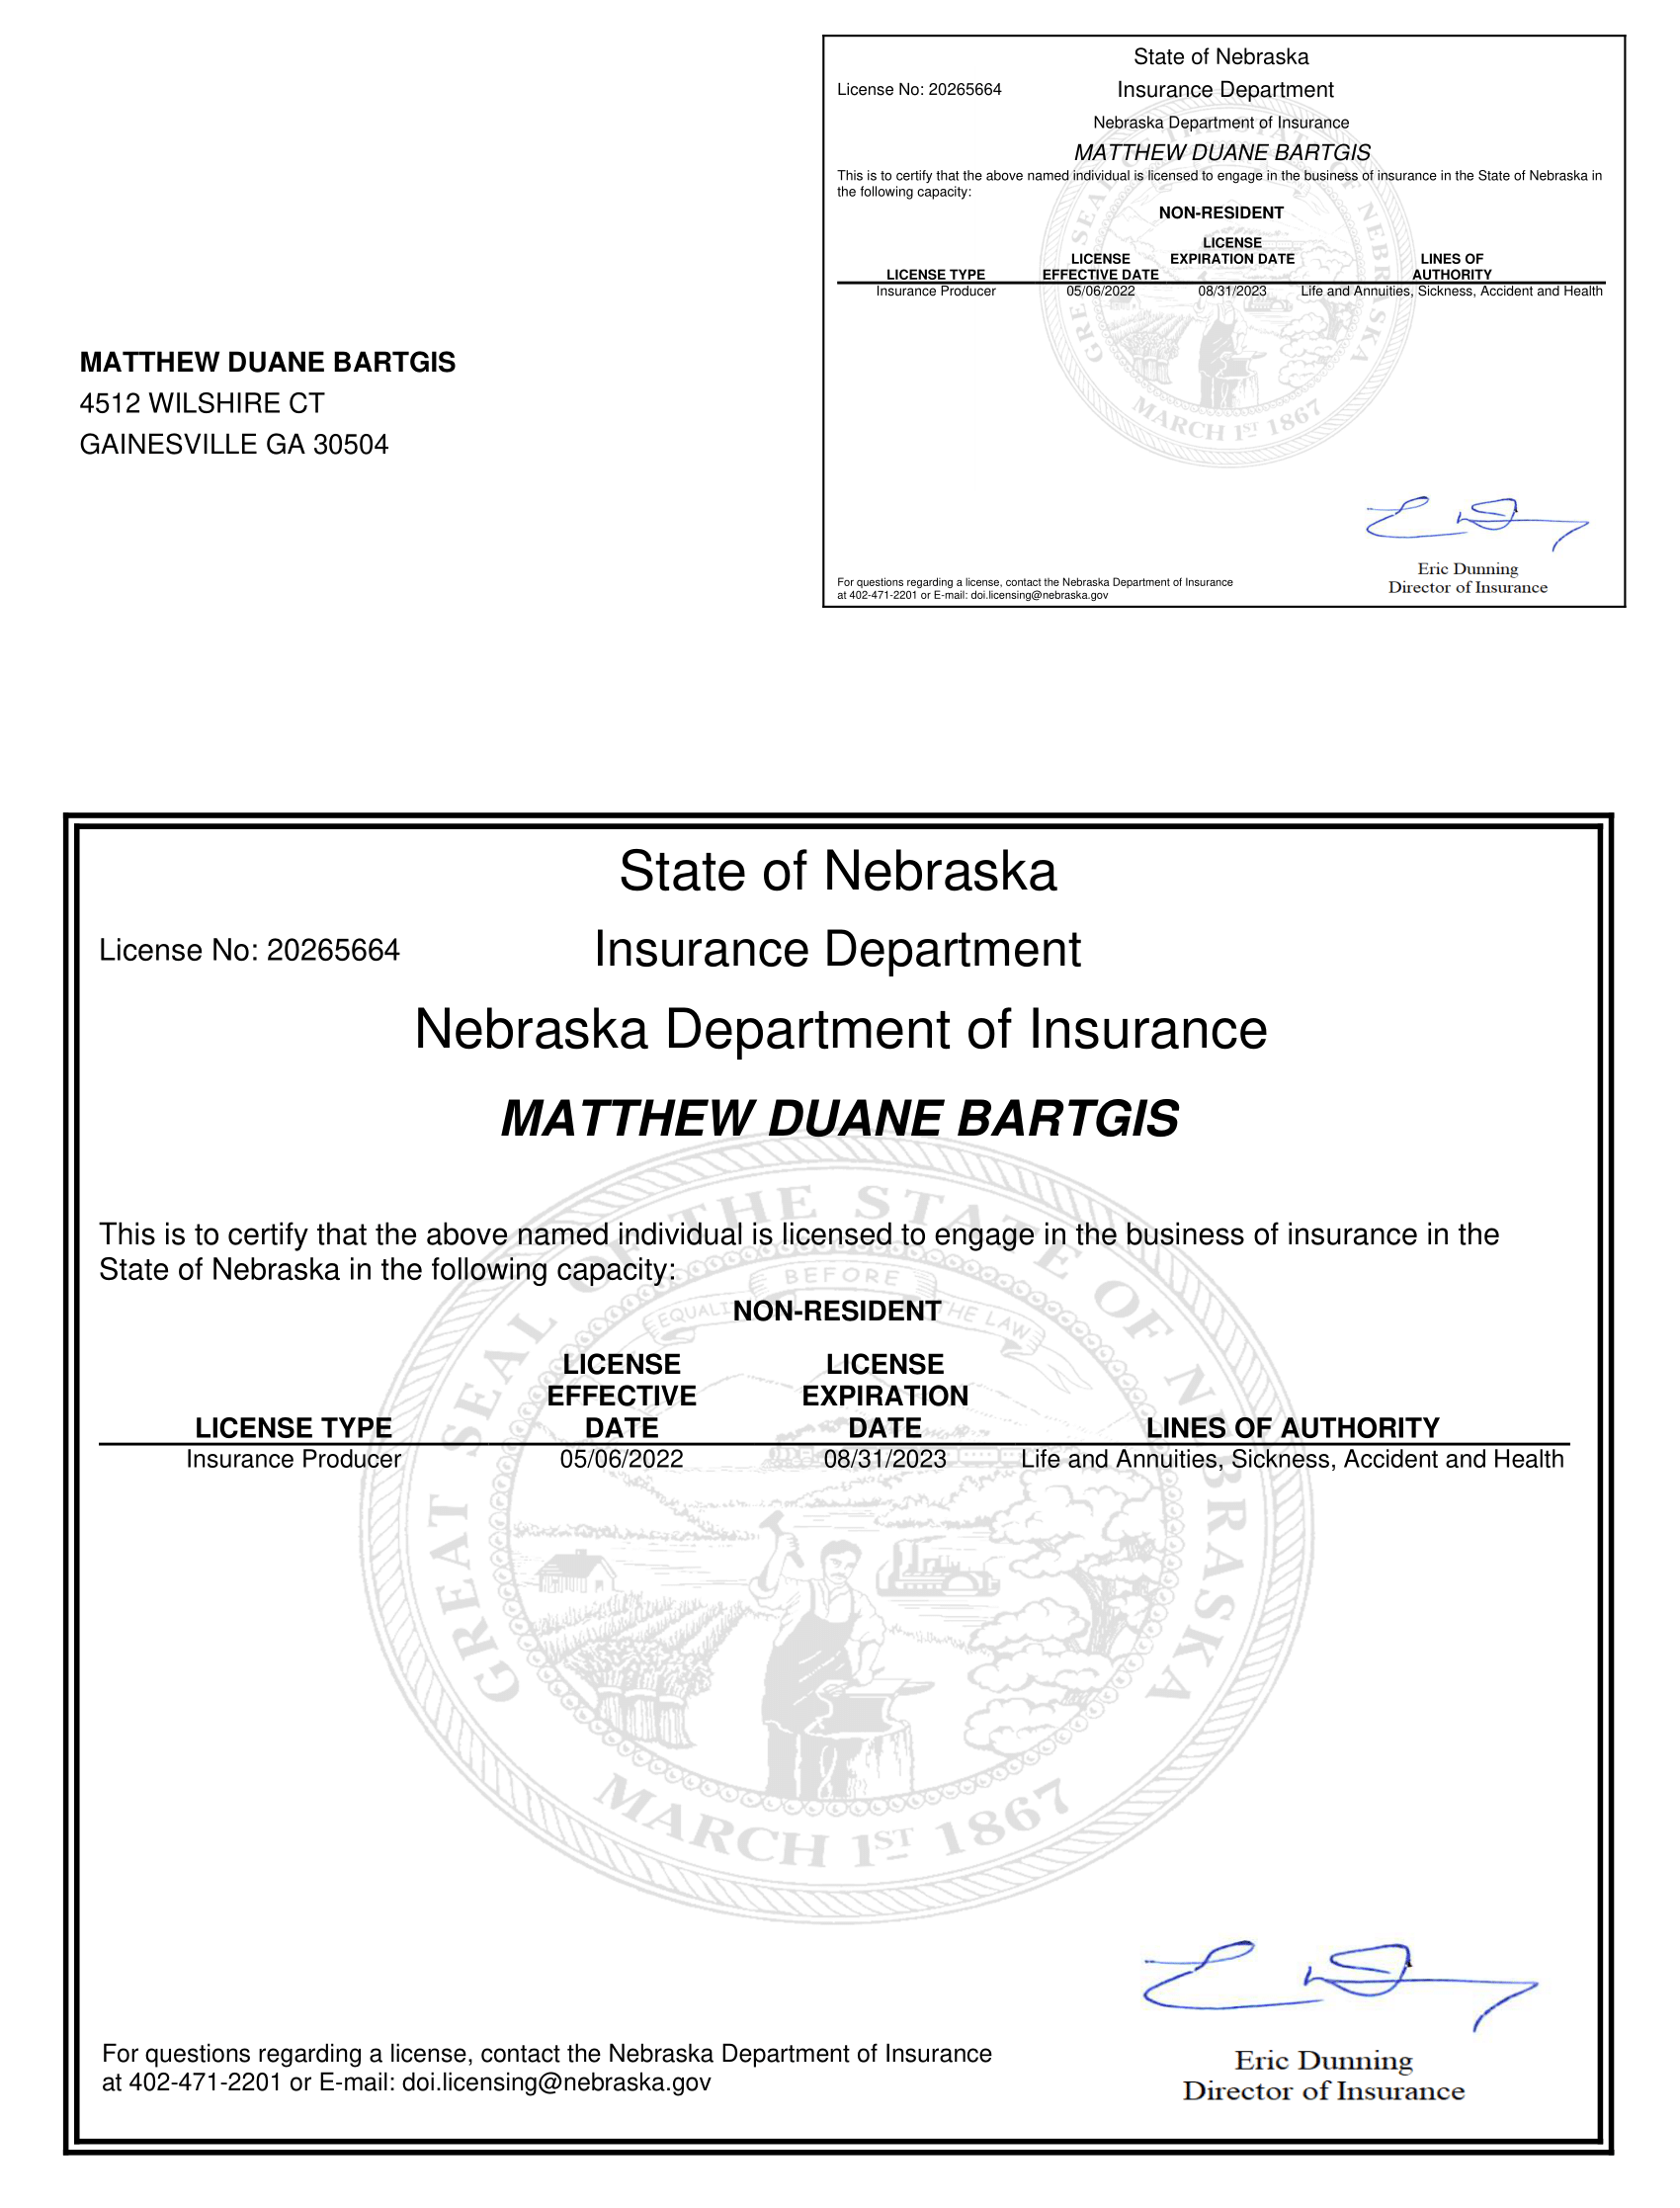 State of Nebraska
License No: 20265664
Insurance Department
Nebraska Department of Insurance
MATTHEW DUANE BARTGIS
This is to certify that the above named individual is licensed to engage in the business of insurance in the State of Nebraska in
the following capacity:
NON-RESIDENT
LICENSE TYPE
LICENSE
EFFECTIVE DATE
LICENSE
EXPIRATION DATE
LINES OF
AUTHORITY
Insurance Producer 05/06/2022 08/31/2023 Life and Annuities, Sickness, Accident and Health
GREAT SEAL OF THE STATE OF NEBRASKA
MARCH 1ST 1867
For questions regarding a license, contact the Nebraska Department of Insurance
at 402-471-2201 or E-mail: doi.licensing@nebraska.gov
Eric Dunning
Director of Insurance
MATTHEW DUANE BARTGIS
4512 WILSHIRE CT
GAINESVILLE GA 30504
State of Nebraska
License No: 20265664
Insurance Department
Nebraska Department of Insurance
MATTHEW DUANE BARTGIS
This is to certify that the above named individual is licensed to engage in the business of insurance in the
State of Nebraska in the following capacity:
NON-RESIDENT
LICENSE TYPE
LICENSE
EFFECTIVE
DATE
LICENSE
EXPIRATION
DATE
LINES OF AUTHORITY
Insurance Producer 05/06/2022 08/31/2023 Life and Annuities, Sickness, Accident and Health
GREAT SEAL OF THE STATE OF NEBRASKA
EQUALITY BEFORE THE LAW
MARCH 1ST 1867
For questions regarding a license, contact the Nebraska Department of Insurance
at 402-471-2201 or E-mail: doi.licensing@nebraska.gov
Eric Dunning
Director of Insurance